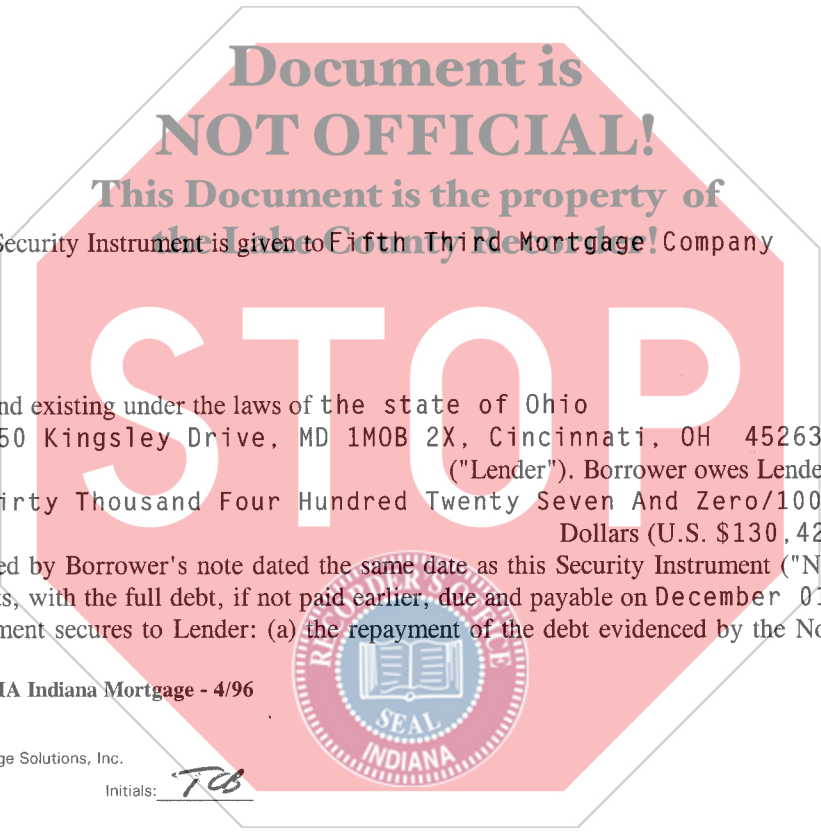 Document is
NOT OFFICIAL!
This Document is the property of
the Lake County Recorder!
Security Instrument is given to Fifth Third Mortgage Company
STOP
nd existing under the laws of the state of Ohio
50 Kingsley Drive, MD 1MOB 2X, Cincinnati, OH 45263
("Lender"). Borrower owes Lende
irty Thousand Four Hundred Twenty Seven And Zero/100
Dollars (U.S. $130,42
ed by Borrower's note dated the same date as this Security Instrument ("N
s, with the full debt, if not paid earlier, due and payable on December 01
ment secures to Lender: (a) the repayment of the debt evidenced by the No
RECORDER'S OFFICE
SEAL
INDIANA
IA Indiana Mortgage - 4/96
ge Solutions, Inc.
Initials: TCB